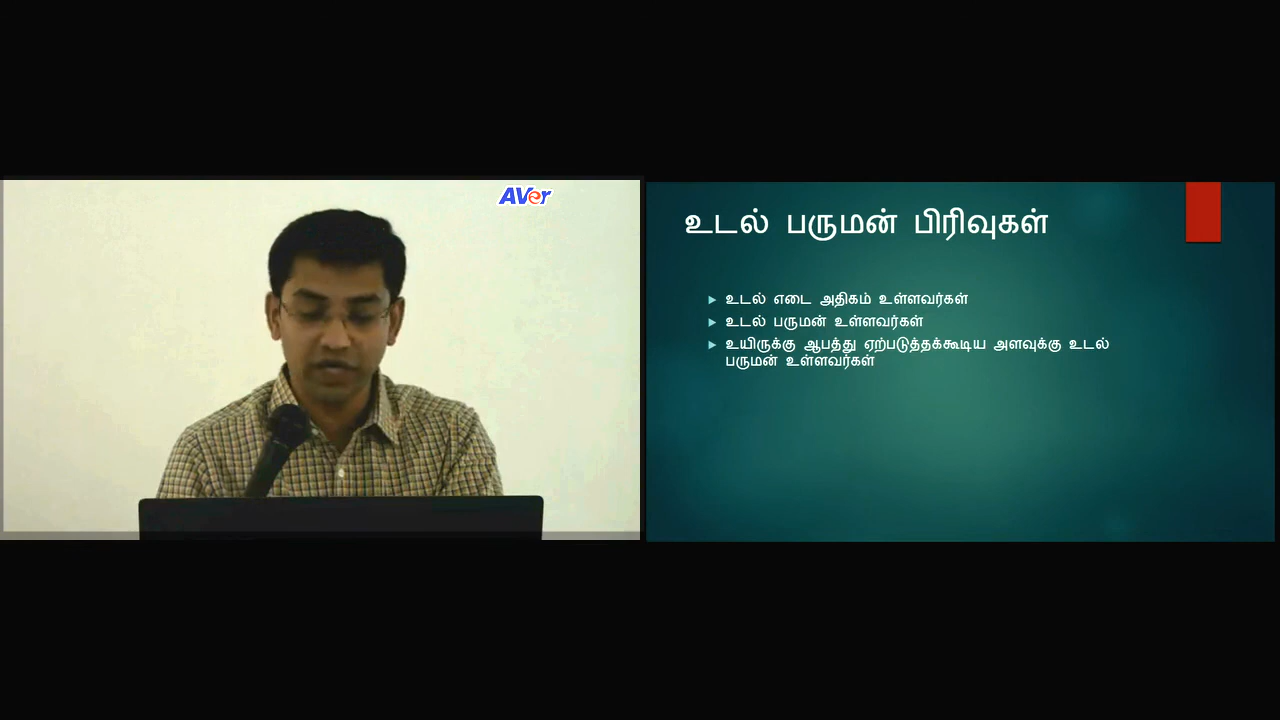 AVer
உடல் பருமன் பிரிவுகள்
உடல் எடை அதிகம் உள்ளவர்கள்
உடல் பருமன் உள்ளவர்கள்
உயிருக்கு ஆபத்து ஏற்படுத்தக்கூடிய அளவுக்கு உடல்
பருமன் உள்ளவர்கள்